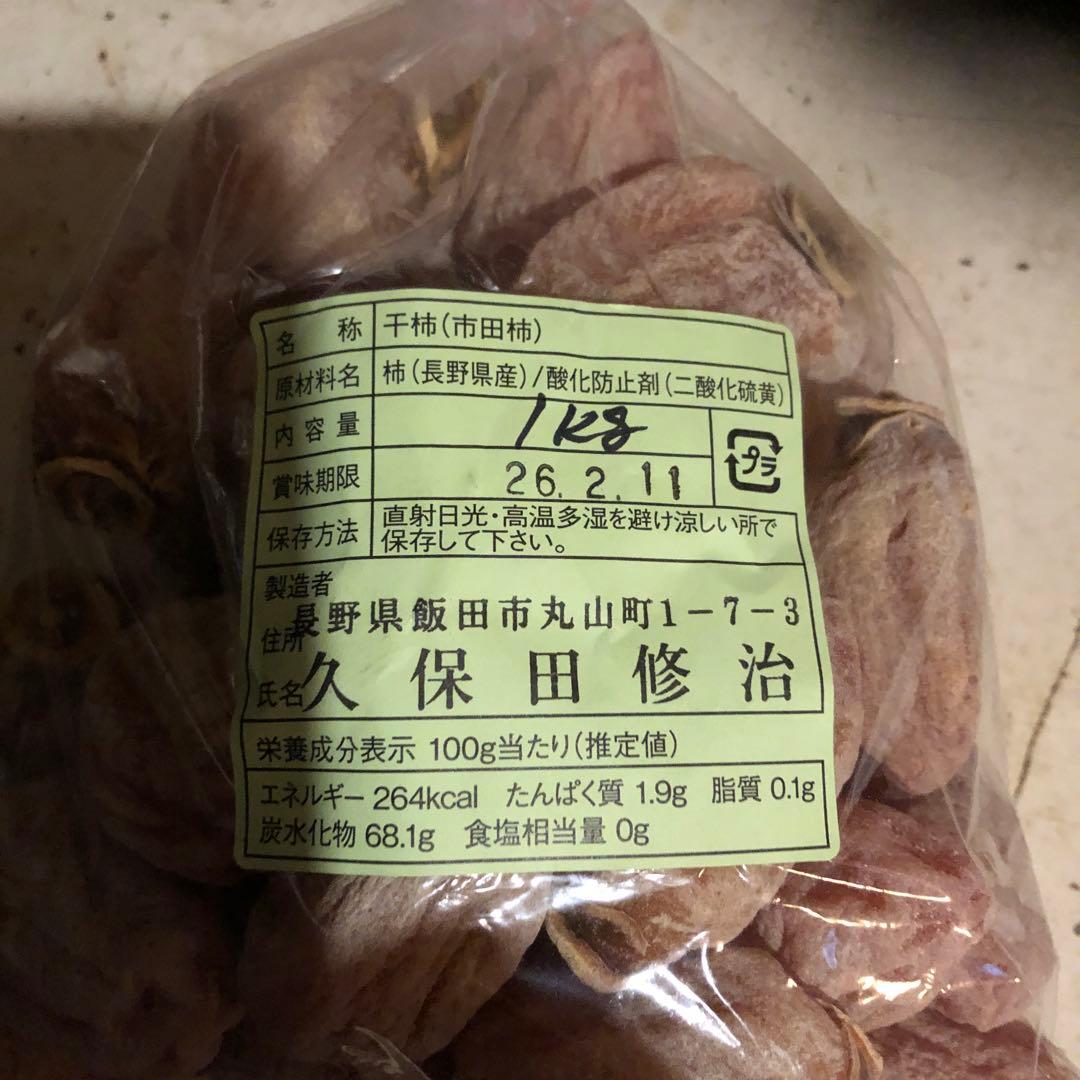 名称 干柿(市田柿)
原材料名 柿(長野県産)/酸化防止剤(二酸化硫黄)
内容量 1kg
プラ
賞味期限 26.2.11
保存方法 直射日光・高温多湿を避け涼しい所で
保存して下さい。
製造者
住所 長野県飯田市丸山町1-7-3
氏名 久保田修治
栄養成分表示 100g当たり(推定値)
エネルギー 264kcal たんぱく質 1.9g 脂質 0.1g
炭水化物 68.1g 食塩相当量 0g